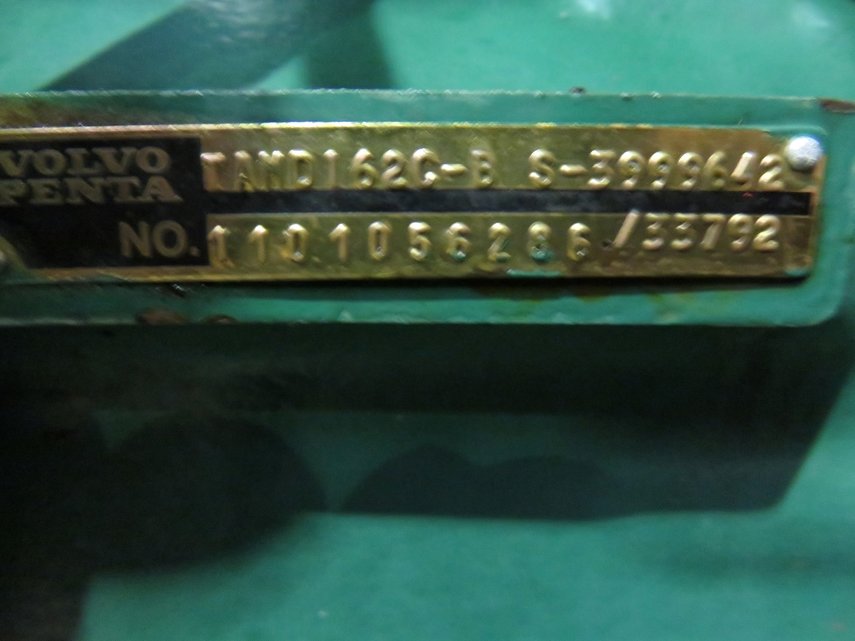 VOLVO
PENTA
TAMD162C-B S-3999642
NO. 1101056286 /33792